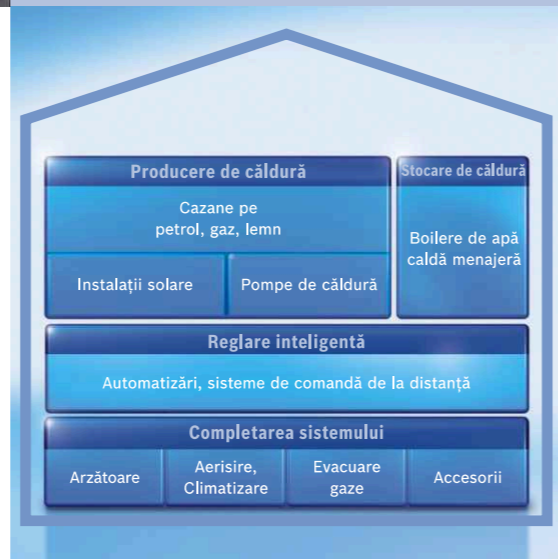 Producere de căldură
Stocare de căldură
Cazane pe
petrol, gaz, lemn
Boilere de apă
caldă menajeră
Instalații solare
Pompe de căldură
Reglare inteligentă
Automatizări, sisteme de comandă de la distanță
Completarea sistemului
Arzătoare
Aerisire,
Climatizare
Evacuare
gaze
Accesorii